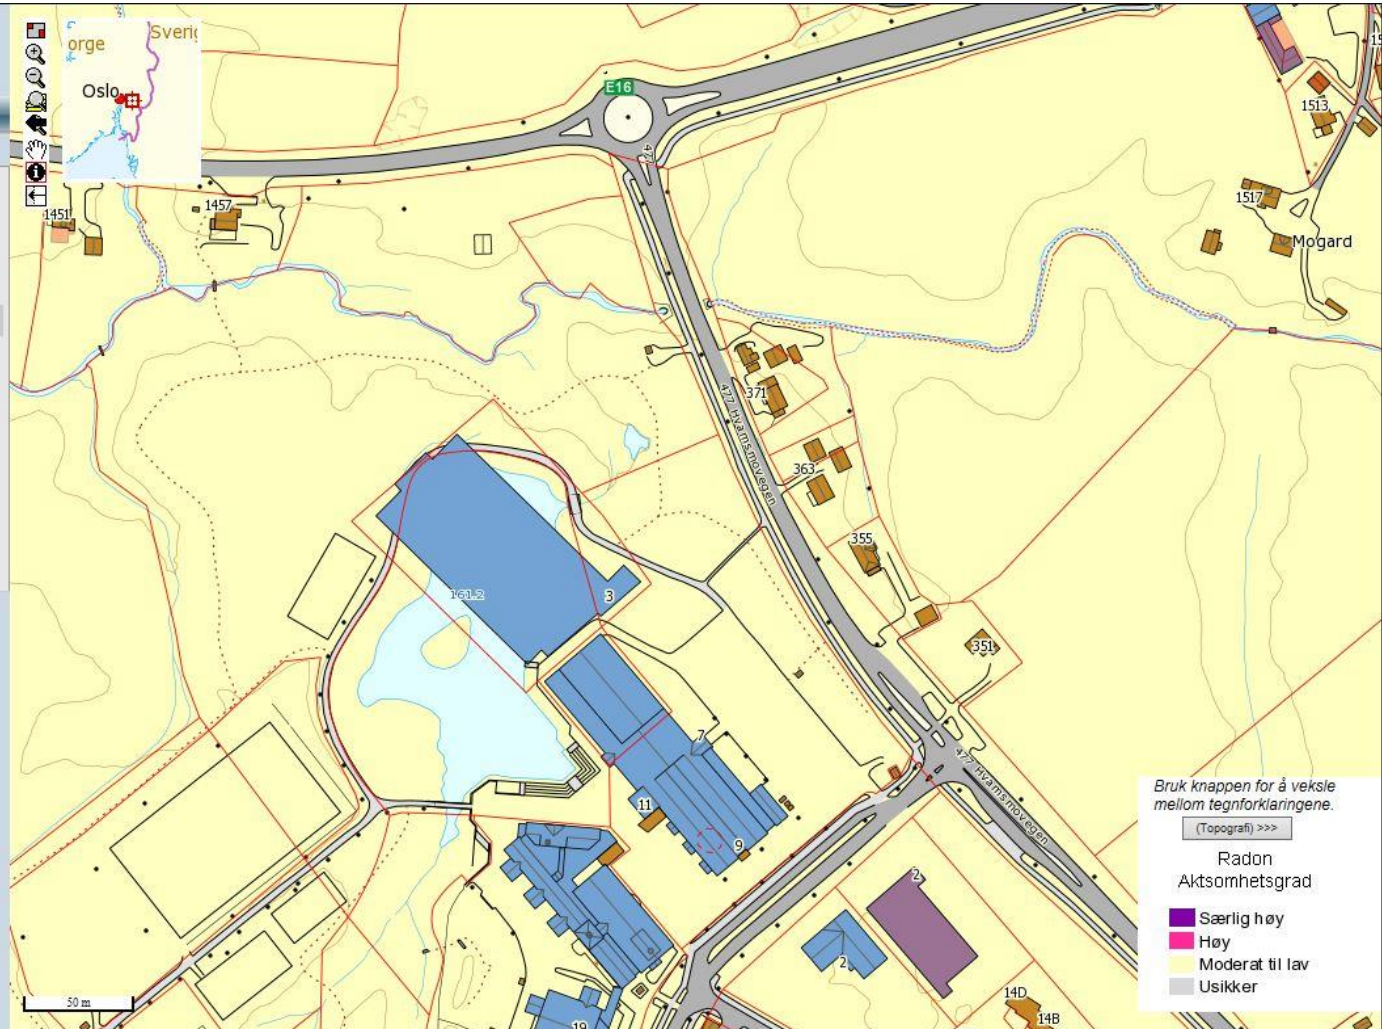 orge
Sverig
Oslo
E16
477
1513
1451
1457
1517
Mogard
371
477 Hvamsmovegen
363
355
161.2
3
351
7
477 Hvamsmovegen
11
9
2
2
14D
14B
19
50 m
Bruk knappen for å veksle
mellom tegnforklaringene.
(Topografi) >>>
Radon
Aktsomhetsgrad
Særlig høy
Høy
Moderat til lav
Usikker